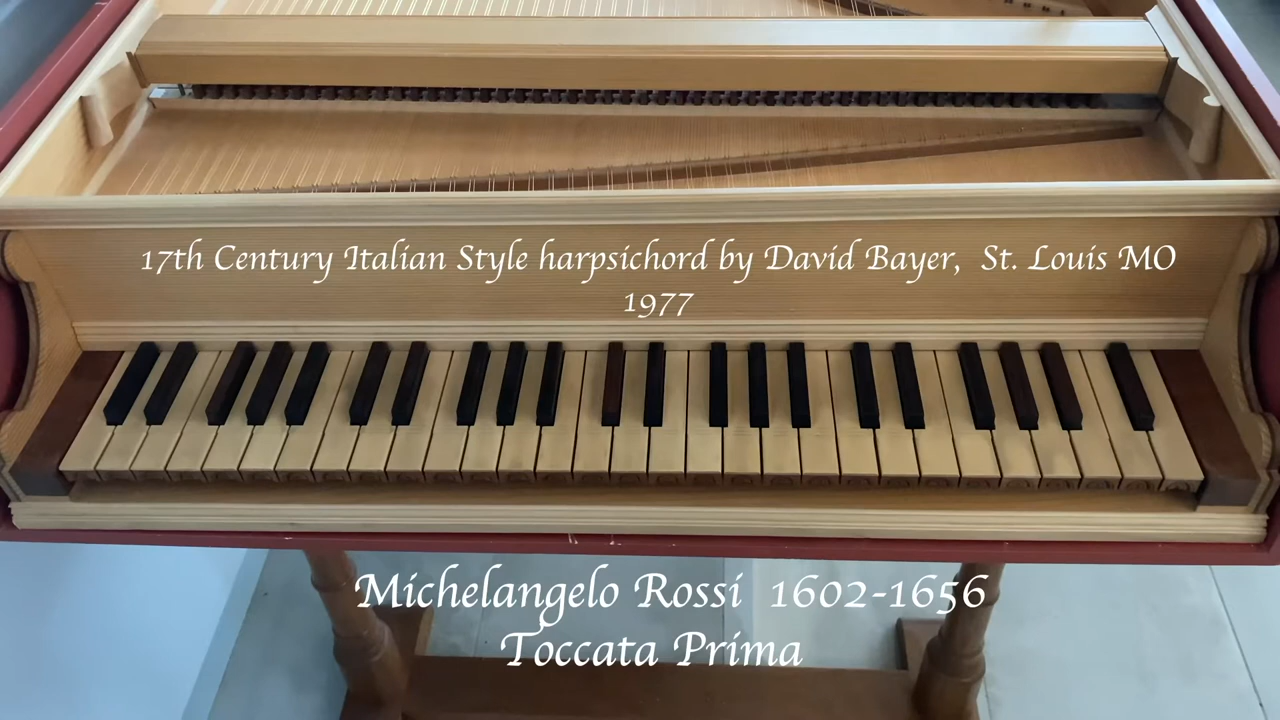 17th Century Italian Style harpsichord by David Bayer, St. Louis MO
1977
Michelangelo Rossi 1602-1656
Toccata Prima